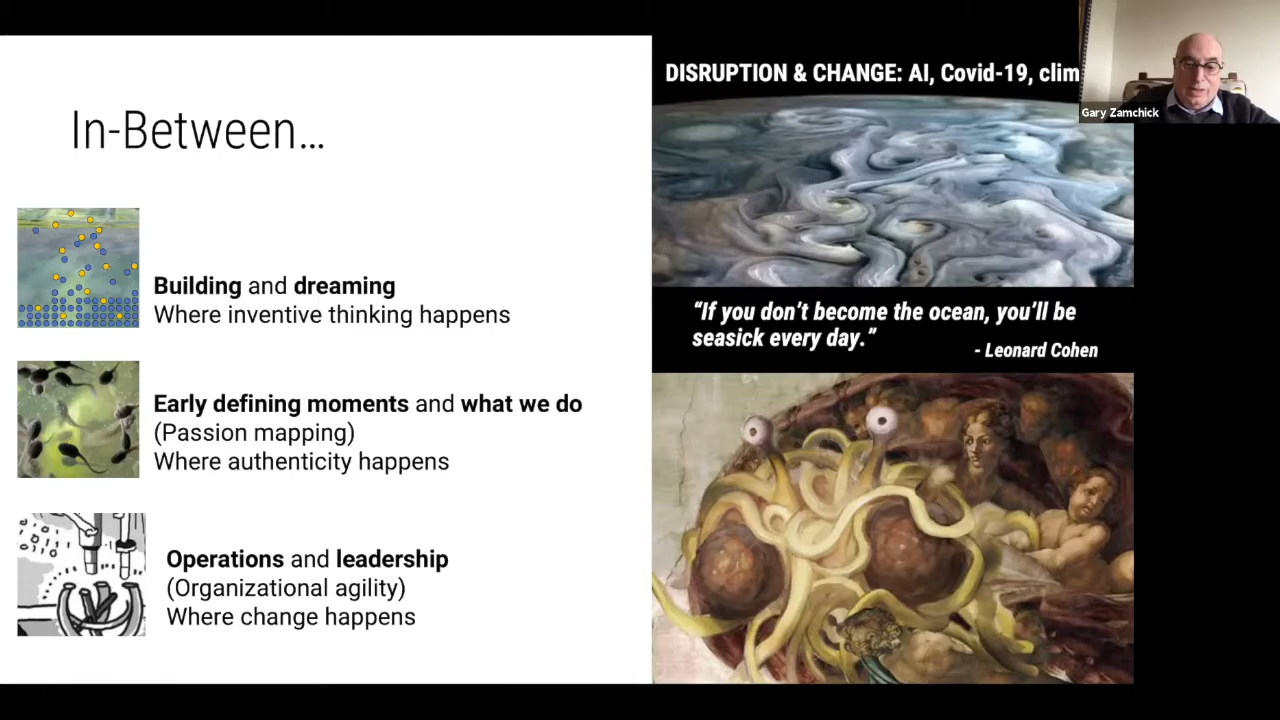 In-Between...
Building and dreaming
Where inventive thinking happens
Early defining moments and what we do
(Passion mapping)
Where authenticity happens
Operations and leadership
(Organizational agility)
Where change happens
DISRUPTION & CHANGE: AI, Covid-19, clim
“If you don’t become the ocean, you’ll be
seasick every day.”
- Leonard Cohen
Gary Zamchick